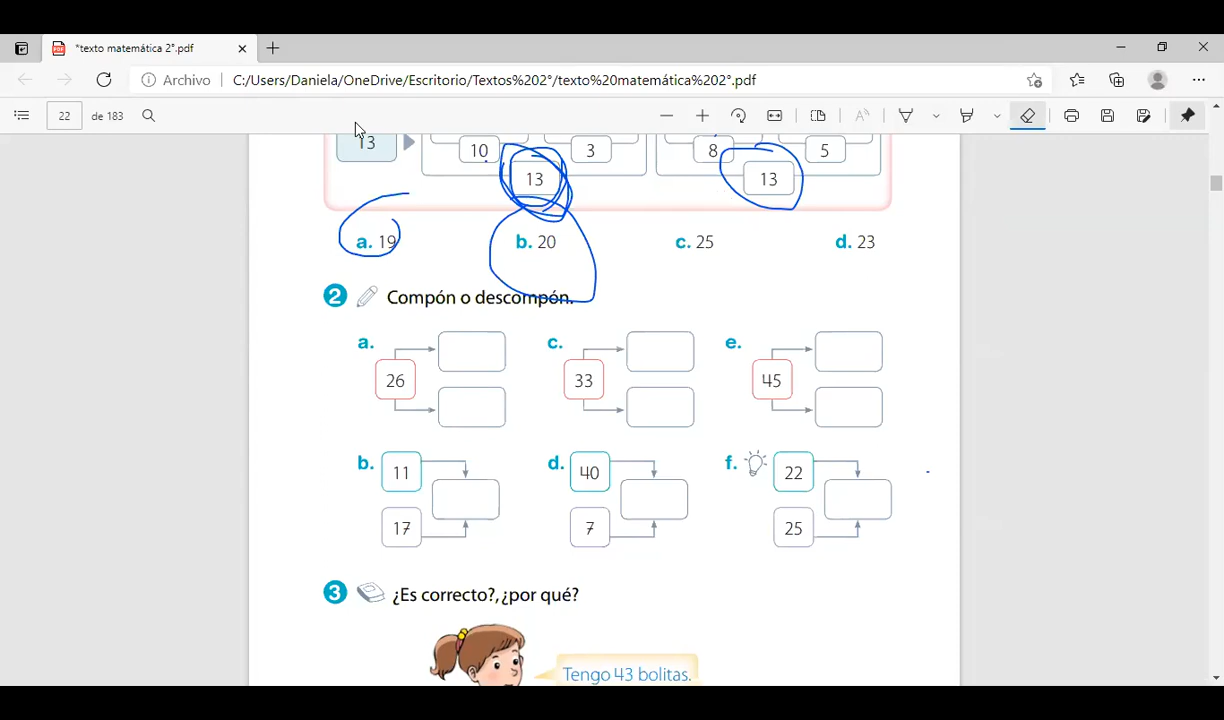 *texto matemática 2°.pdf
Archivo C:/Users/Daniela/OneDrive/Escritorio/Textos%202°/texto%20matemática%202°.pdf
22 de 183
13 10 3 8 5
13 13
a. 19 b. 20 c. 25 d. 23
2 Compón o descompón.
a. c. e.
26 33 45
b. 11 d. 40 f. 22
17 7 25
3 ¿Es correcto?, ¿por qué?
Tengo 43 bolitas.